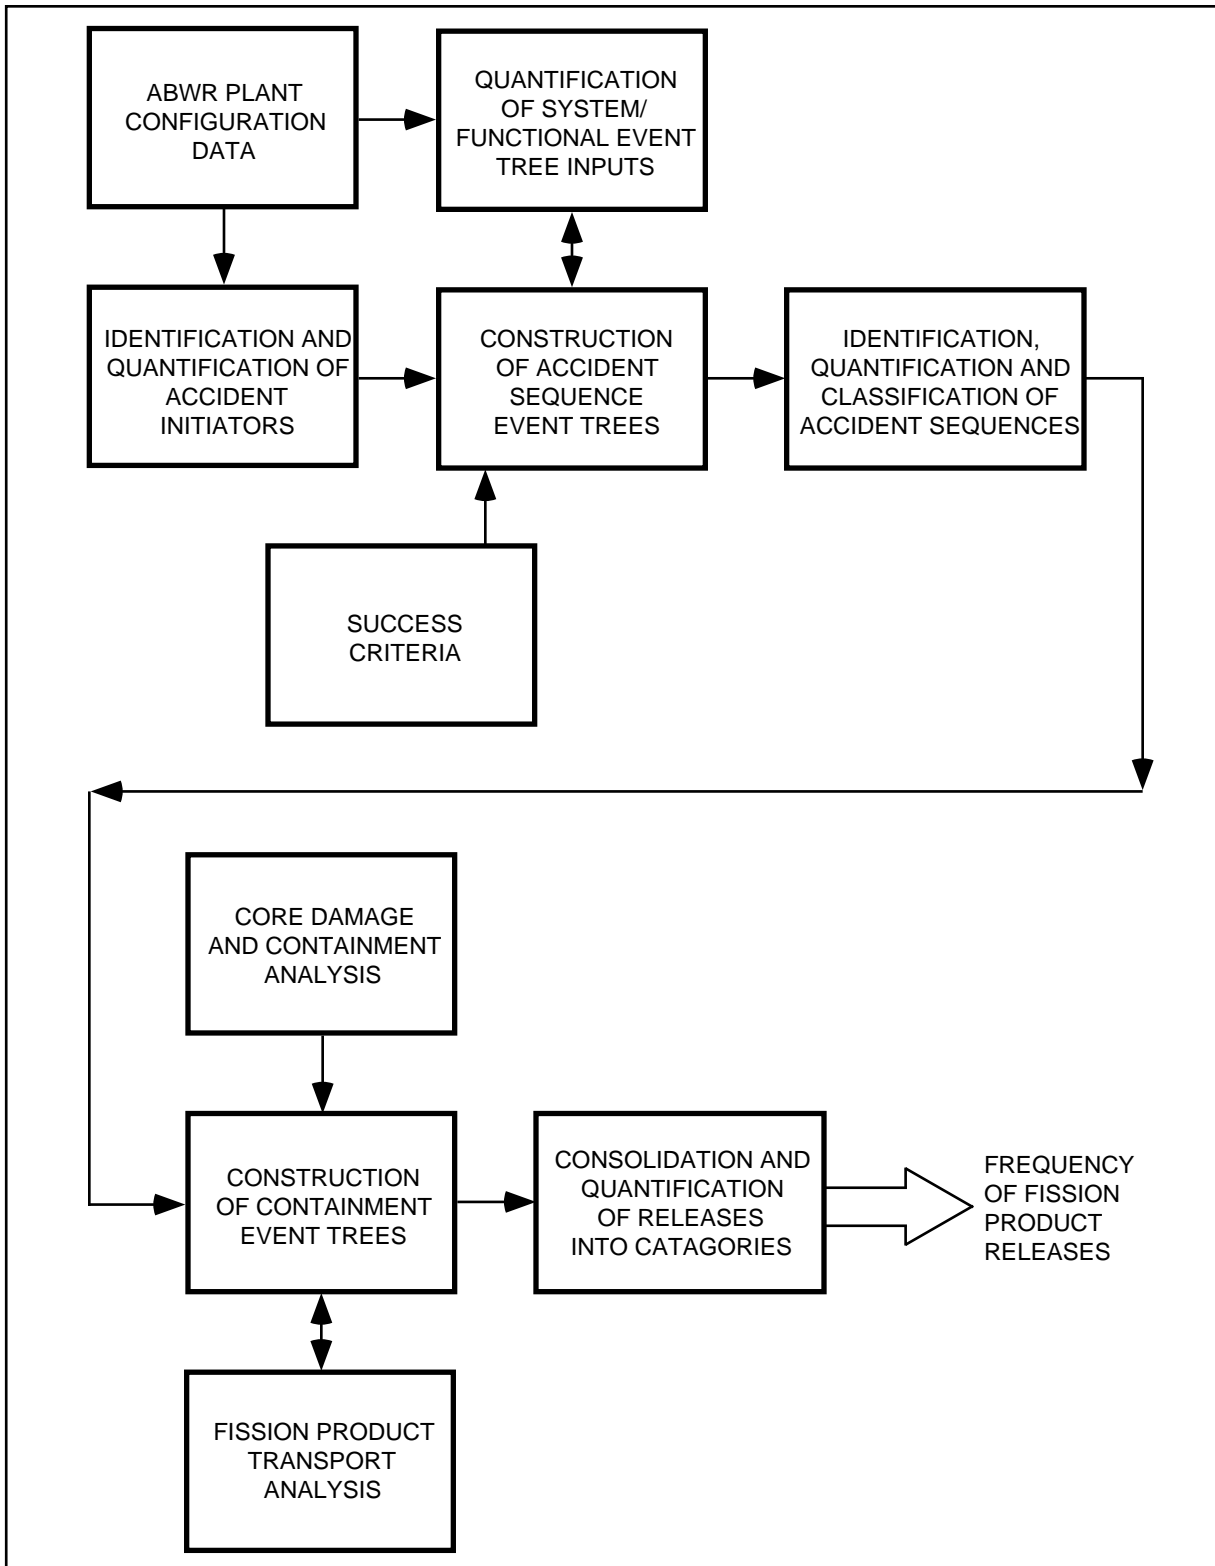 ABWR PLANT
CONFIGURATION
DATA
QUANTIFICATION
OF SYSTEM/
FUNCTIONAL EVENT
TREE INPUTS
IDENTIFICATION AND
QUANTIFICATION OF
ACCIDENT
INITIATORS
CONSTRUCTION
OF ACCIDENT
SEQUENCE
EVENT TREES
IDENTIFICATION,
QUANTIFICATION AND
CLASSIFICATION OF
ACCIDENT SEQUENCES
SUCCESS
CRITERIA
CORE DAMAGE
AND CONTAINMENT
ANALYSIS
CONSTRUCTION
OF CONTAINMENT
EVENT TREES
CONSOLIDATION AND
QUANTIFICATION
OF RELEASES
INTO CATAGORIES
FREQUENCY
OF FISSION
PRODUCT
RELEASES
FISSION PRODUCT
TRANSPORT
ANALYSIS